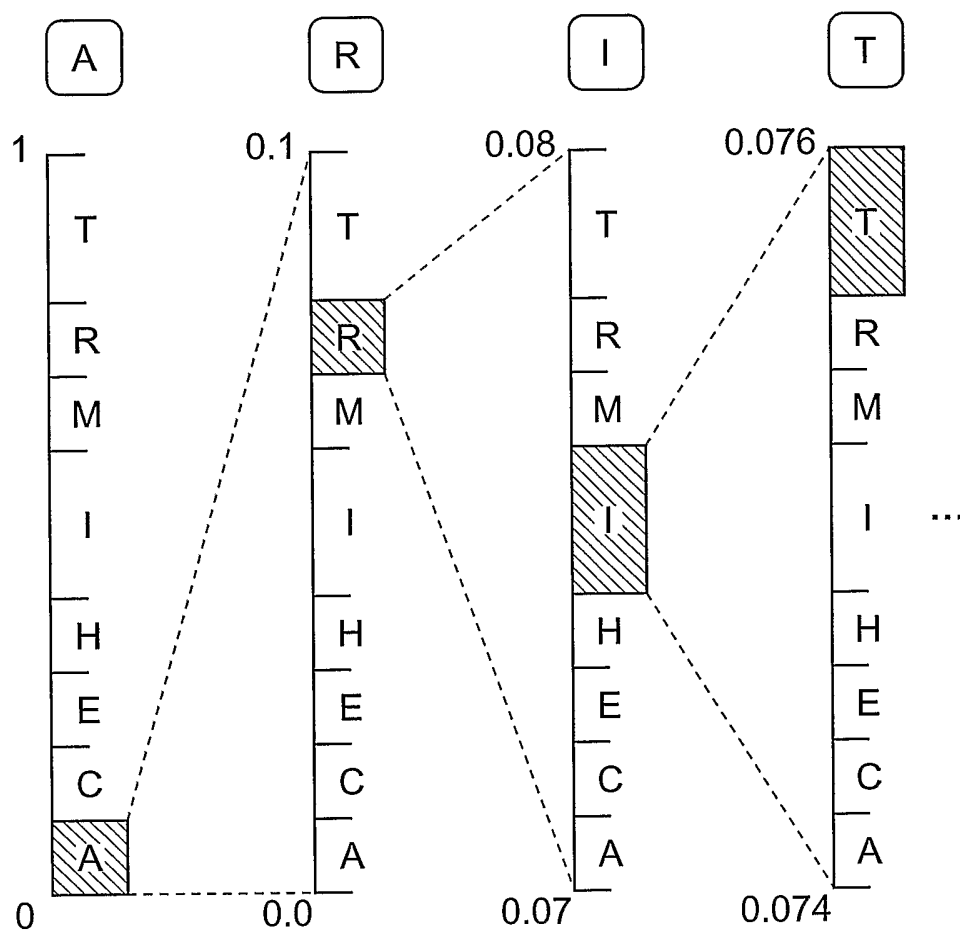 A R I T
1 0.1 0.08 0.076
T T T T
R R R R
M M M M
I I I I ...
H H H H
E E E E
C C C C
A A A A
0 0.0 0.07 0.074